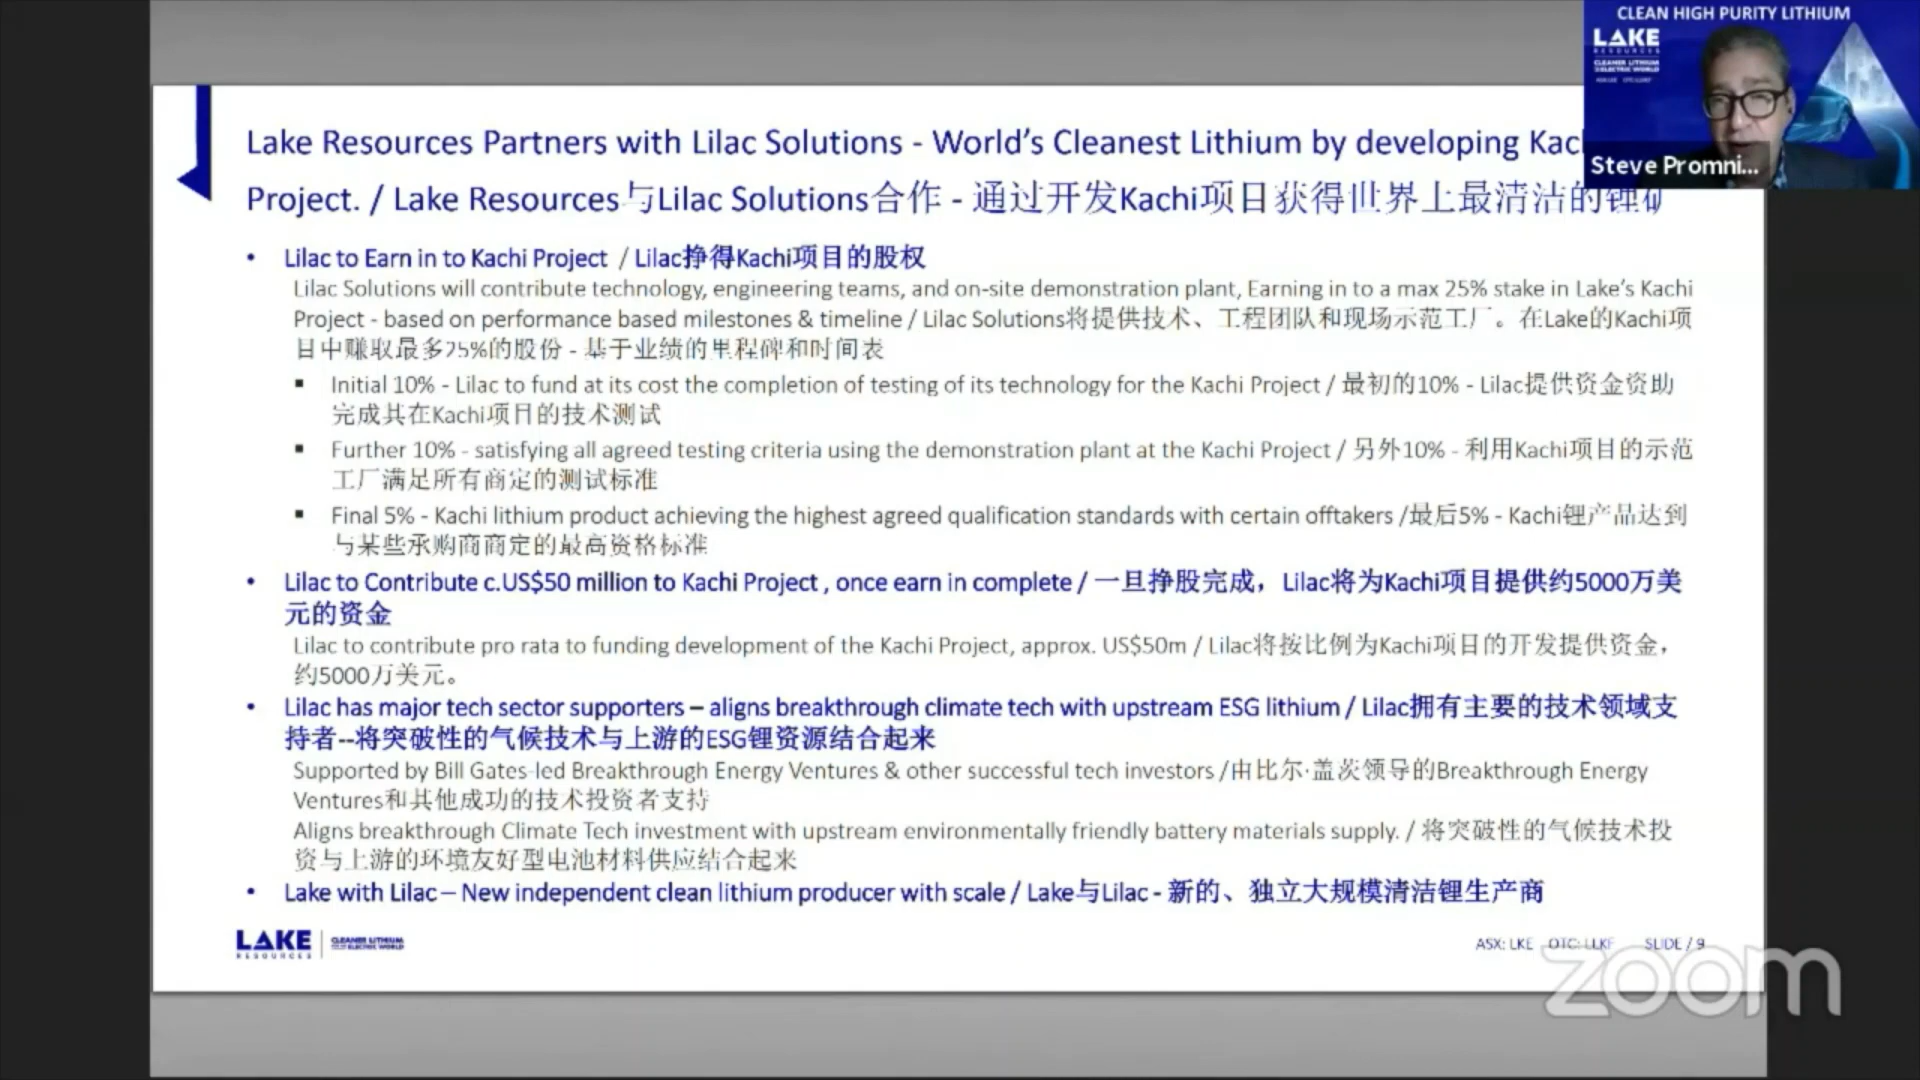 CLEAN HIGH PURITY LITHIUM
LAKE
RESOURCES
CLEANER LITHIUM
ELECTRIC WORLD
Steve Promni...
Lake Resources Partners with Lilac Solutions - World's Cleanest Lithium by developing
Project. / Lake Resources与Lilac Solutions合作 - 通过开发Kachi项目获得世界上最清洁的锂矿
• Lilac to Earn in to Kachi Project / Lilac挣得Kachi项目的股权
Lilac Solutions will contribute technology, engineering teams, and on-site demonstration plant, Earning in to a max 25% stake in Lake's Kachi
Project - based on performance based milestones & timeline / Lilac Solutions将提供技术、工程团队和现场示范工厂。在Lake的Kachi项
目中赚取最多25%的股份 - 基于业绩的里程碑和时间表
▪ Initial 10% - Lilac to fund at its cost the completion of testing of its technology for the Kachi Project / 最初的10% - Lilac提供资金资助
完成其在Kachi项目的技术测试
▪ Further 10% - satisfying all agreed testing criteria using the demonstration plant at the Kachi Project / 另外10% - 利用Kachi项目的示范
工厂满足所有商定的测试标准
▪ Final 5% - Kachi lithium product achieving the highest agreed qualification standards with certain offtakers /最后5% - Kachi锂产品达到
与某些承购商商定的最高资格标准
• Lilac to Contribute c.US$50 million to Kachi Project , once earn in complete / 一旦挣股完成，Lilac将为Kachi项目提供约5000万美
元的资金
Lilac to contribute pro rata to funding development of the Kachi Project, approx. US$50m / Lilac将按比例为Kachi项目的开发提供资金，
约5000万美元。
• Lilac has major tech sector supporters – aligns breakthrough climate tech with upstream ESG lithium / Lilac拥有主要的技术领域支
持者--将突破性的气候技术与上游的ESG锂资源结合起来
Supported by Bill Gates-led Breakthrough Energy Ventures & other successful tech investors /由比尔·盖茨领导的Breakthrough Energy
Ventures和其他成功的技术投资者支持
Aligns breakthrough Climate Tech investment with upstream environmentally friendly battery materials supply. / 将突破性的气候技术投
资与上游的环境友好型电池材料供应结合起来
• Lake with Lilac – New independent clean lithium producer with scale / Lake与Lilac - 新的、独立大规模清洁锂生产商
LAKE
RESOURCES
CLEANER LITHIUM
ELECTRIC WORLD
ASX: LKE OTC: LLKF SLIDE / 9
zoom